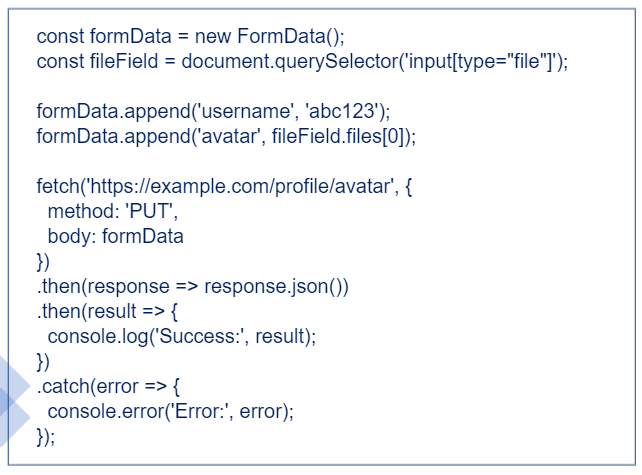 const formData = new FormData();
const fileField = document.querySelector('input[type="file"]');
formData.append('username', 'abc123');
formData.append('avatar', fileField.files[0]);
fetch('https://example.com/profile/avatar', {
  method: 'PUT',
  body: formData
})
.then(response => response.json())
.then(result => {
  console.log('Success:', result);
})
.catch(error => {
  console.error('Error:', error);
});